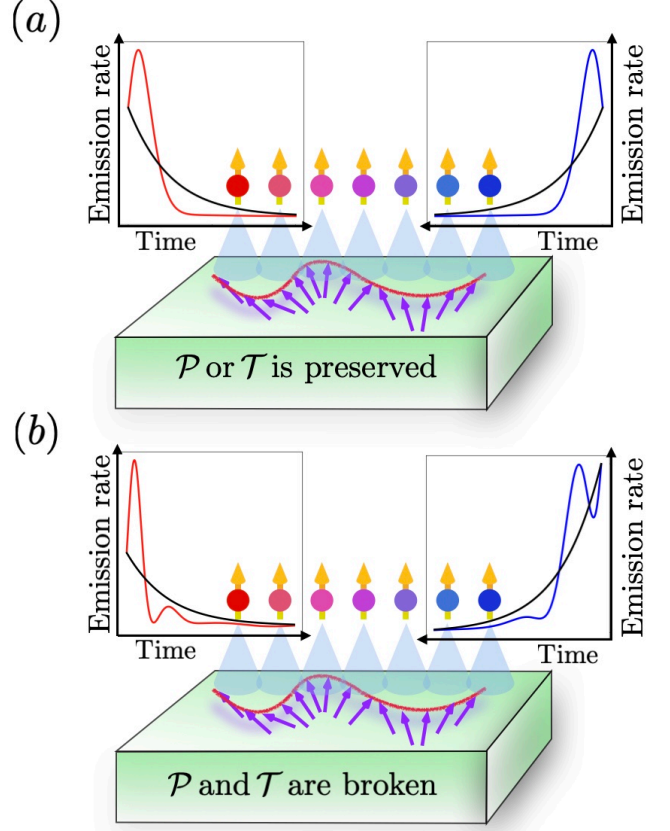 (a)
Emission rate
Time
Time
Emission rate
𝒫 or 𝒯 is preserved
(b)
Emission rate
Time
Time
Emission rate
𝒫 and 𝒯 are broken